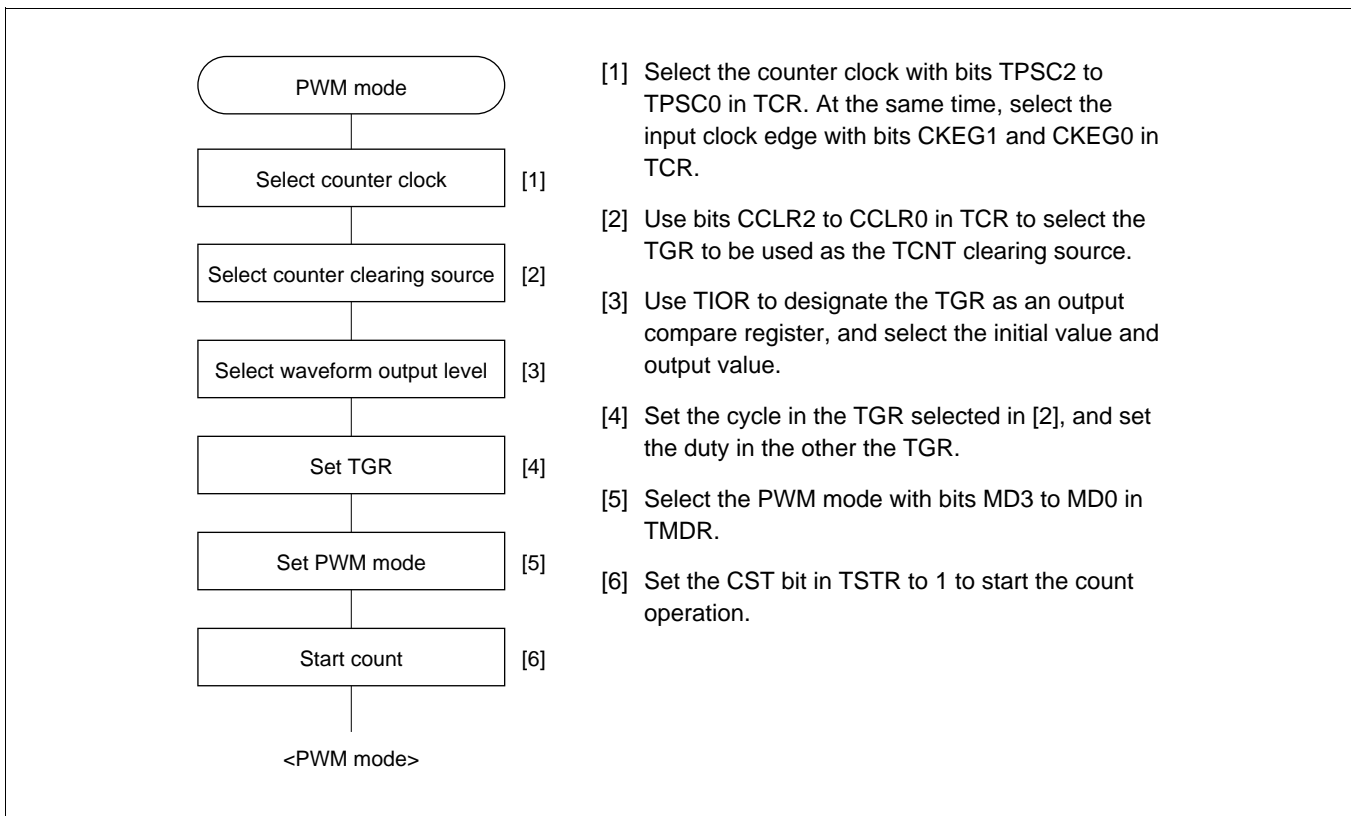 PWM mode
Select counter clock [1]
Select counter clearing source [2]
Select waveform output level [3]
Set TGR [4]
Set PWM mode [5]
Start count [6]
<PWM mode>
[1] Select the counter clock with bits TPSC2 to
TPSC0 in TCR. At the same time, select the
input clock edge with bits CKEG1 and CKEG0 in
TCR.
[2] Use bits CCLR2 to CCLR0 in TCR to select the
TGR to be used as the TCNT clearing source.
[3] Use TIOR to designate the TGR as an output
compare register, and select the initial value and
output value.
[4] Set the cycle in the TGR selected in [2], and set
the duty in the other the TGR.
[5] Select the PWM mode with bits MD3 to MD0 in
TMDR.
[6] Set the CST bit in TSTR to 1 to start the count
operation.